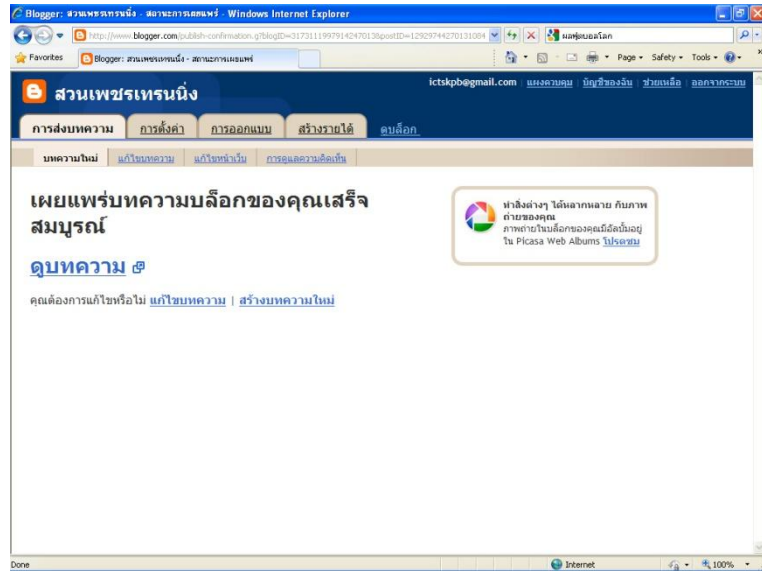 Blogger: สวนเพชรเทรนนิ่ง - สถานะการเผยแพร่ - Windows Internet Explorer
ผลฟุตบอลโลก
Favorites
Blogger: สวนเพชรเทรนนิ่ง - สถานะการเผยแพร่
Page
Safety
Tools
สวนเพชรเทรนนิ่ง
ictskpb@gmail.com | แผงควบคุม | บัญชีของฉัน | ช่วยเหลือ | ออกจากระบบ
การส่งบทความ การตั้งค่า การออกแบบ สร้างรายได้ ดูบล็อก
บทความใหม่ แก้ไขบทความ แก้ไขหน้าเว็บ การดูแลความคิดเห็น
เผยแพร่บทความบล็อกของคุณเสร็จ
สมบูรณ์
ดูบทความ
คุณต้องการแก้ไขหรือไม่ แก้ไขบทความ | สร้างบทความใหม่
ทำสิ่งต่างๆ ได้หลากหลาย กับภาพ
ถ่ายของคุณ
ภาพถ่ายในบล็อกของคุณมีอัลบั้มอยู่
ใน Picasa Web Albums โปรดชม
Done
Internet
100%